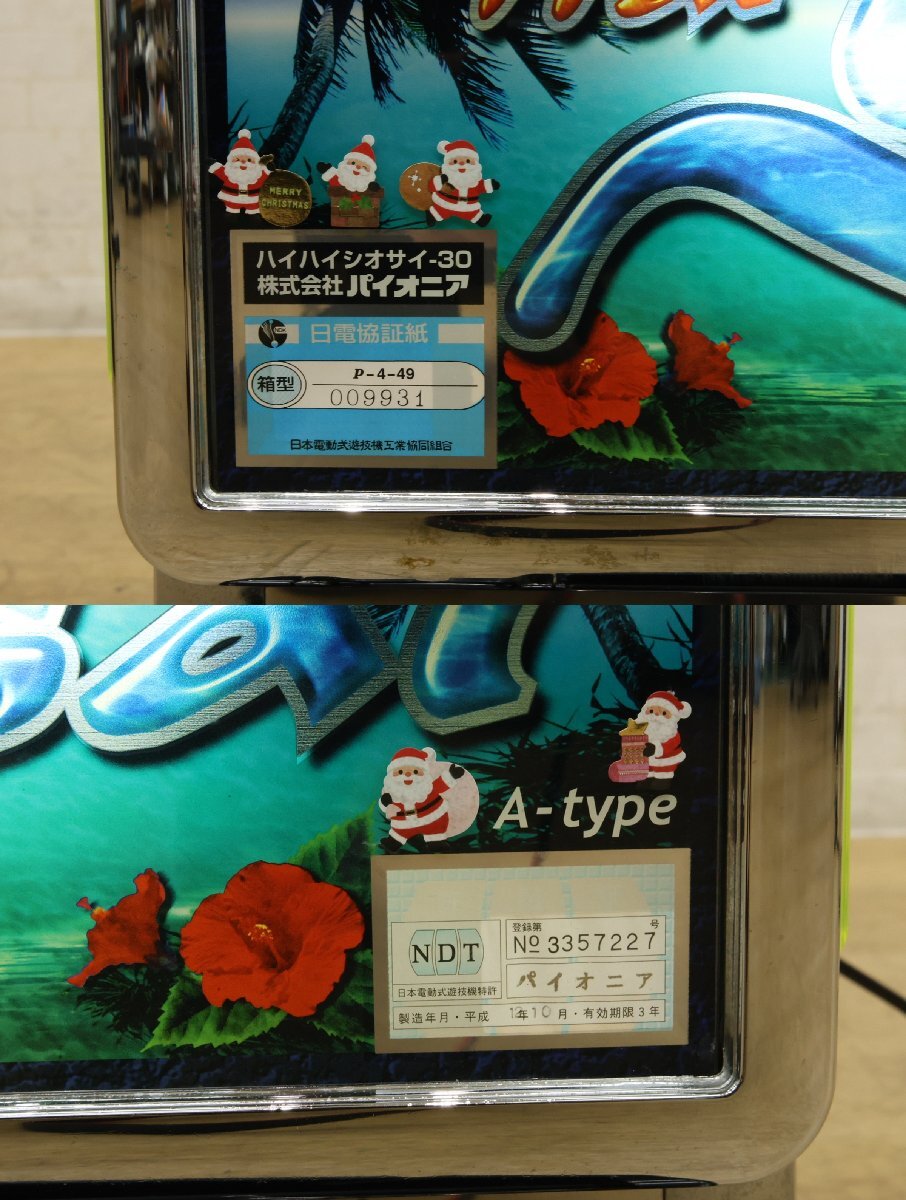 MERRY
CHRISTMAS
ハイハイシオサイ-30
株式会社 パイオニア
日電協証紙
箱型
P-4-49
009931
日本電動式遊技機工業協同組合
A-type
NDT
日本電動式遊技機特許
登録第 号
№ 3357227
パイオニア
製造年月・平成 年10月・有効期限3年